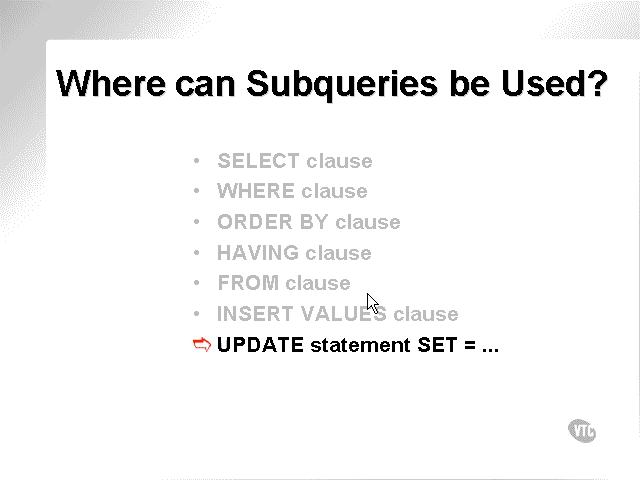 Where can Subqueries be Used?
• SELECT clause
• WHERE clause
• ORDER BY clause
• HAVING clause
• FROM clause
• INSERT VALUES clause
➯ UPDATE statement SET = ...
VTC